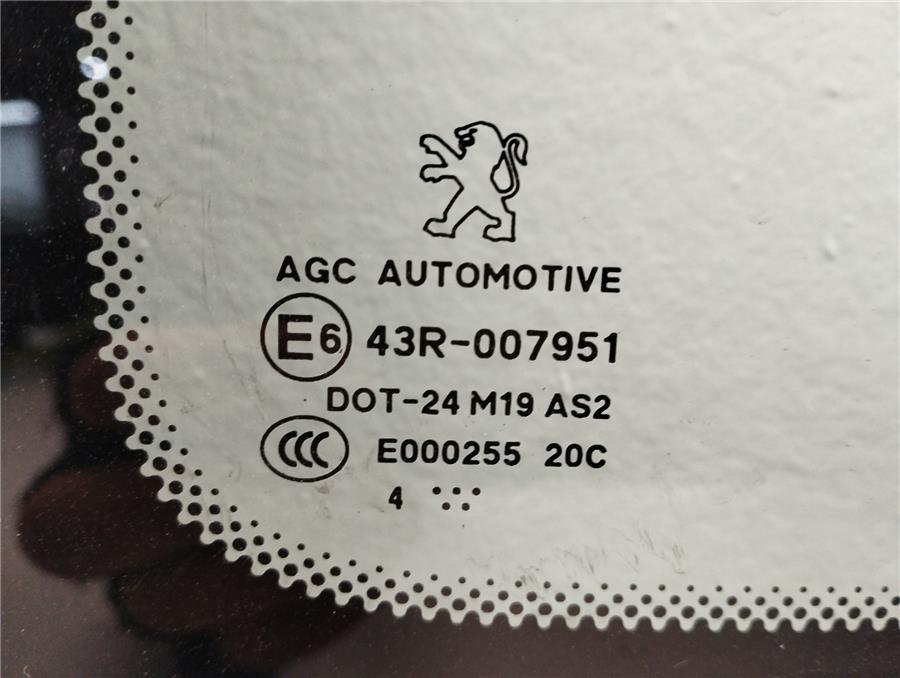 AGC AUTOMOTIVE
E6 43R-007951
DOT-24 M19 AS2
CCC E000255 20C
4